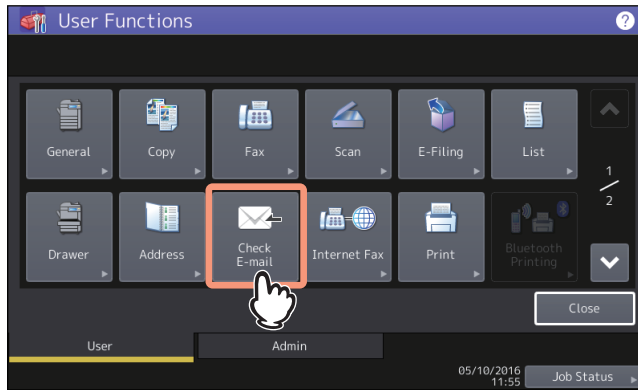 User Functions
?
General
Copy
Fax
Scan
E-Filing
List
1
2
Drawer
Address
Check
E-mail
Internet Fax
Print
Bluetooth
Printing
Close
User
Admin
05/10/2016
11:55
Job Status